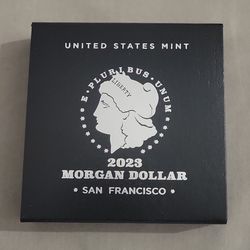 UNITED STATES MINT
E · PLURIBUS · UNUM
LIBERTY
2023
MORGAN DOLLAR
· SAN FRANCISCO ·